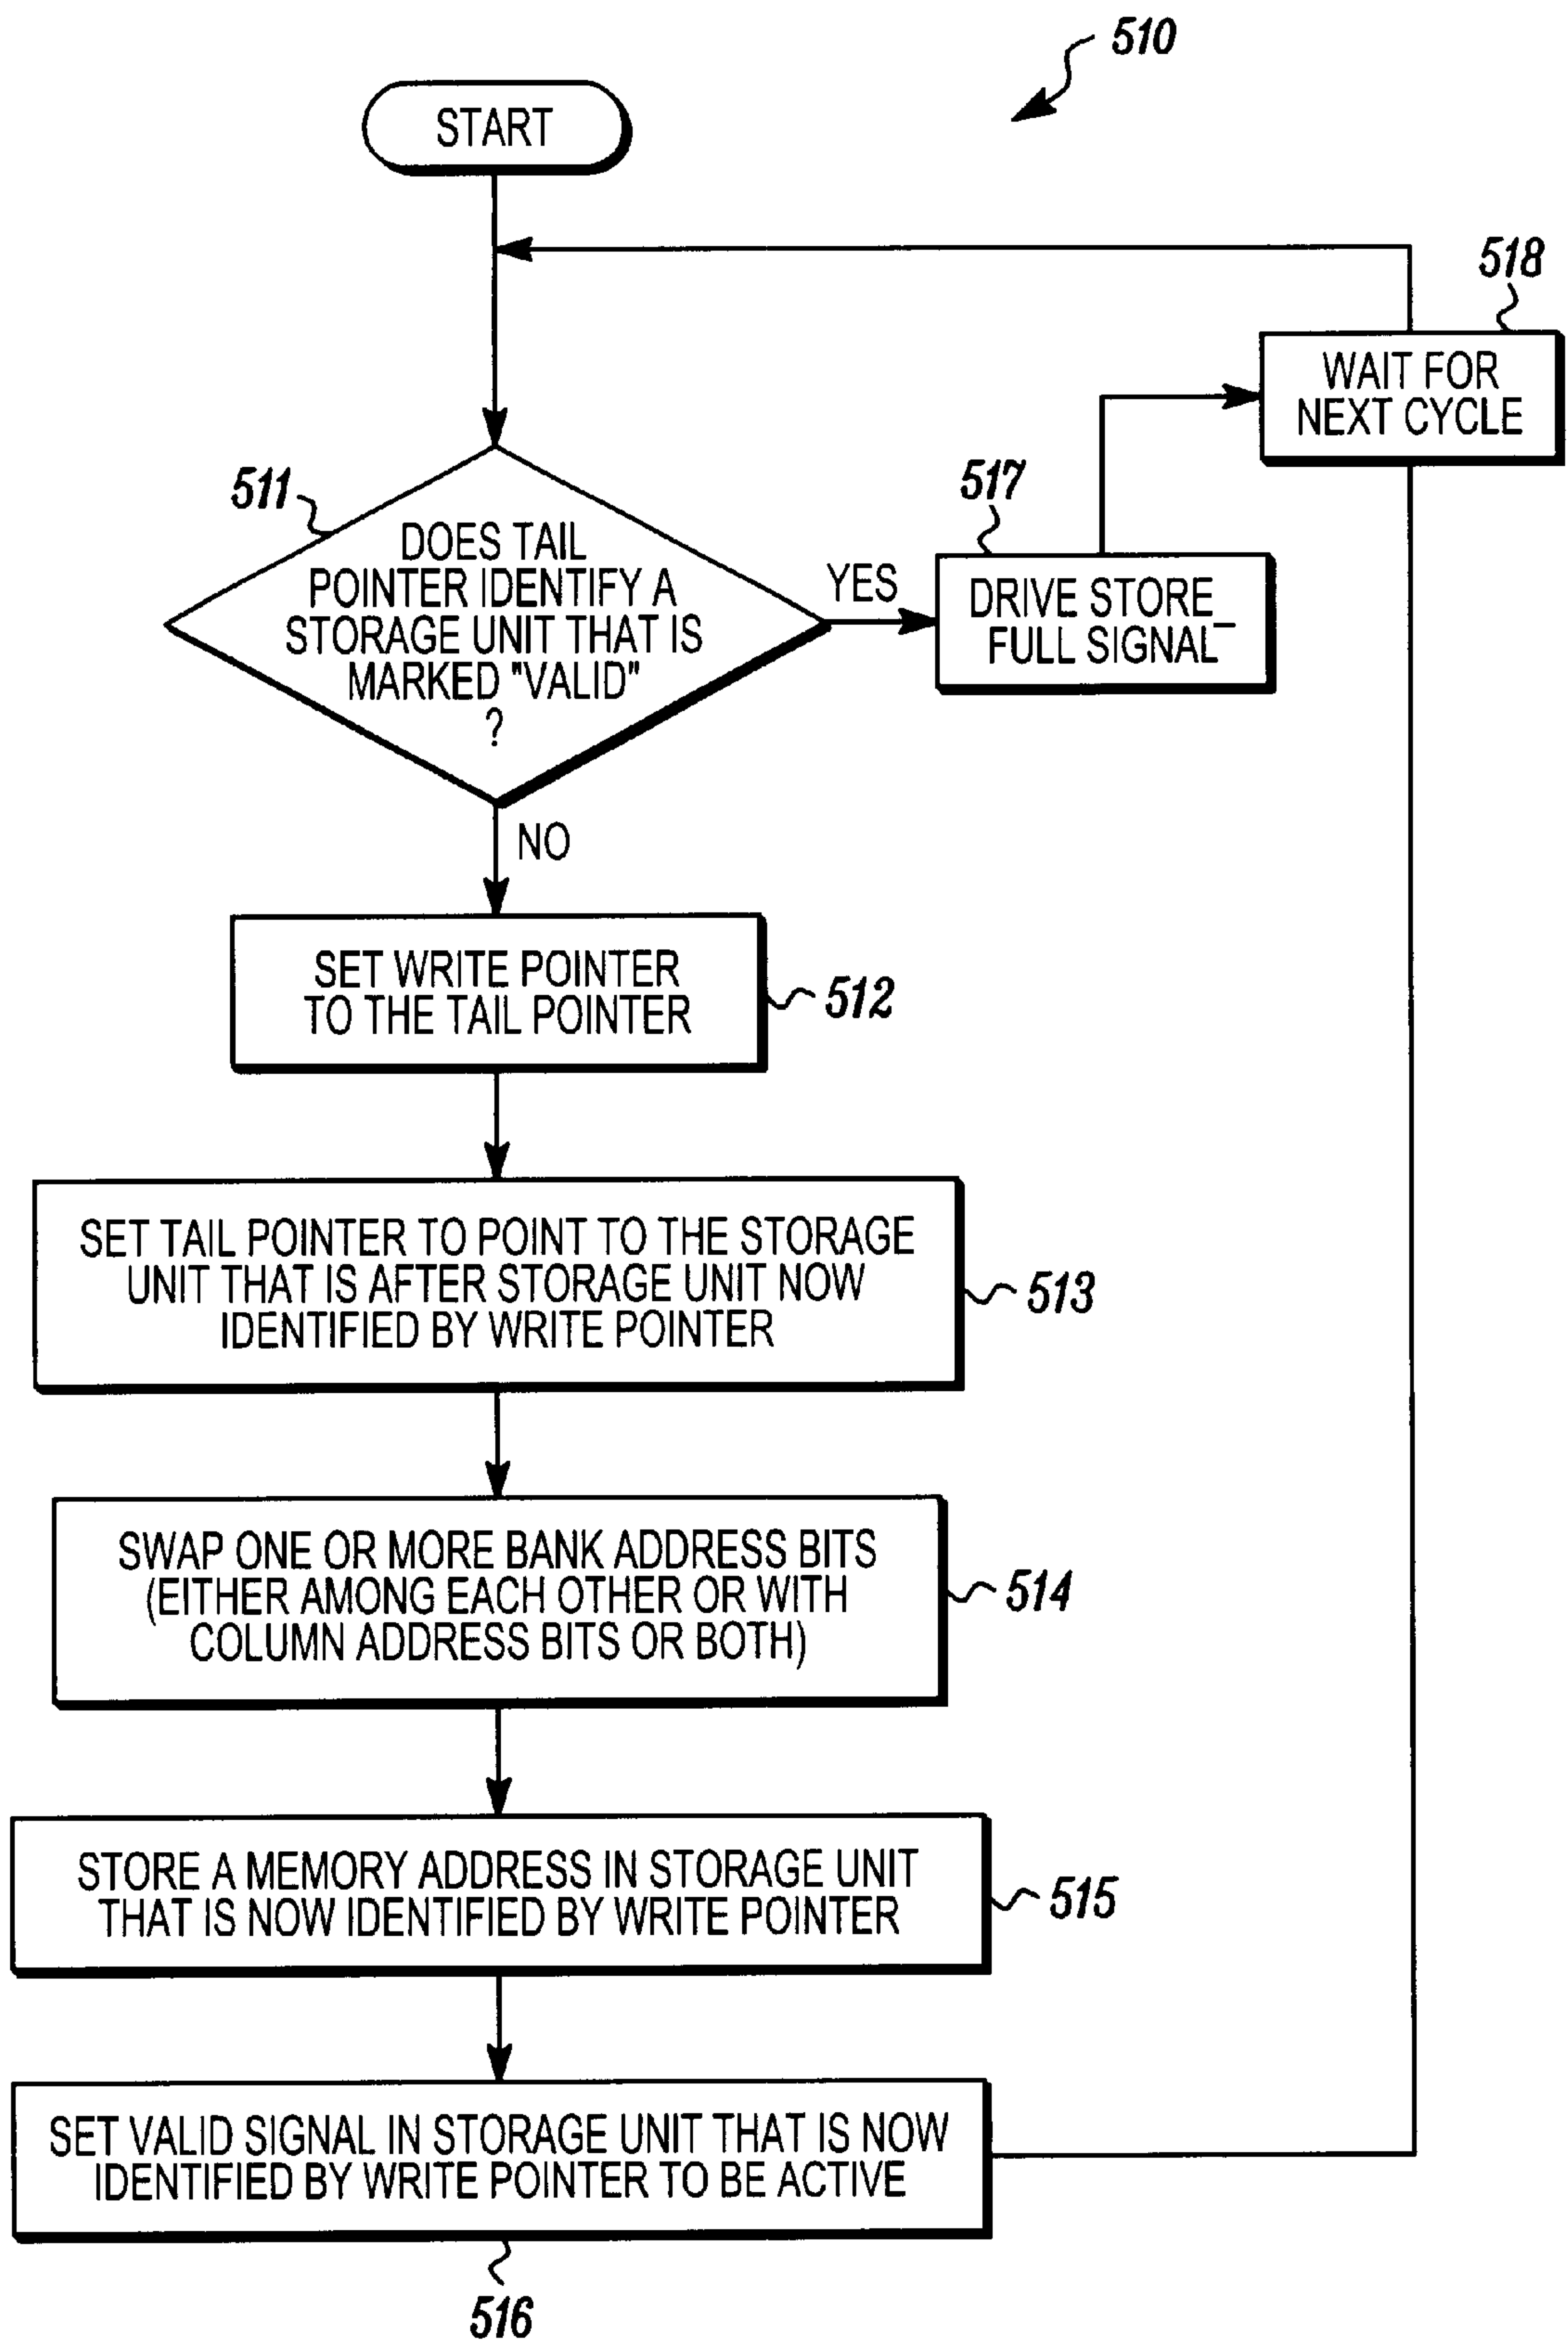 510
START
518
WAIT FOR
NEXT CYCLE
511
DOES TAIL
POINTER IDENTIFY A
STORAGE UNIT THAT IS
MARKED "VALID"
?
YES
517
DRIVE STORE_
FULL SIGNAL
NO
SET WRITE POINTER
TO THE TAIL POINTER
512
SET TAIL POINTER TO POINT TO THE STORAGE
UNIT THAT IS AFTER STORAGE UNIT NOW
IDENTIFIED BY WRITE POINTER
513
SWAP ONE OR MORE BANK ADDRESS BITS
(EITHER AMONG EACH OTHER OR WITH
COLUMN ADDRESS BITS OR BOTH)
514
STORE A MEMORY ADDRESS IN STORAGE UNIT
THAT IS NOW IDENTIFIED BY WRITE POINTER
515
SET VALID SIGNAL IN STORAGE UNIT THAT IS NOW
IDENTIFIED BY WRITE POINTER TO BE ACTIVE
516